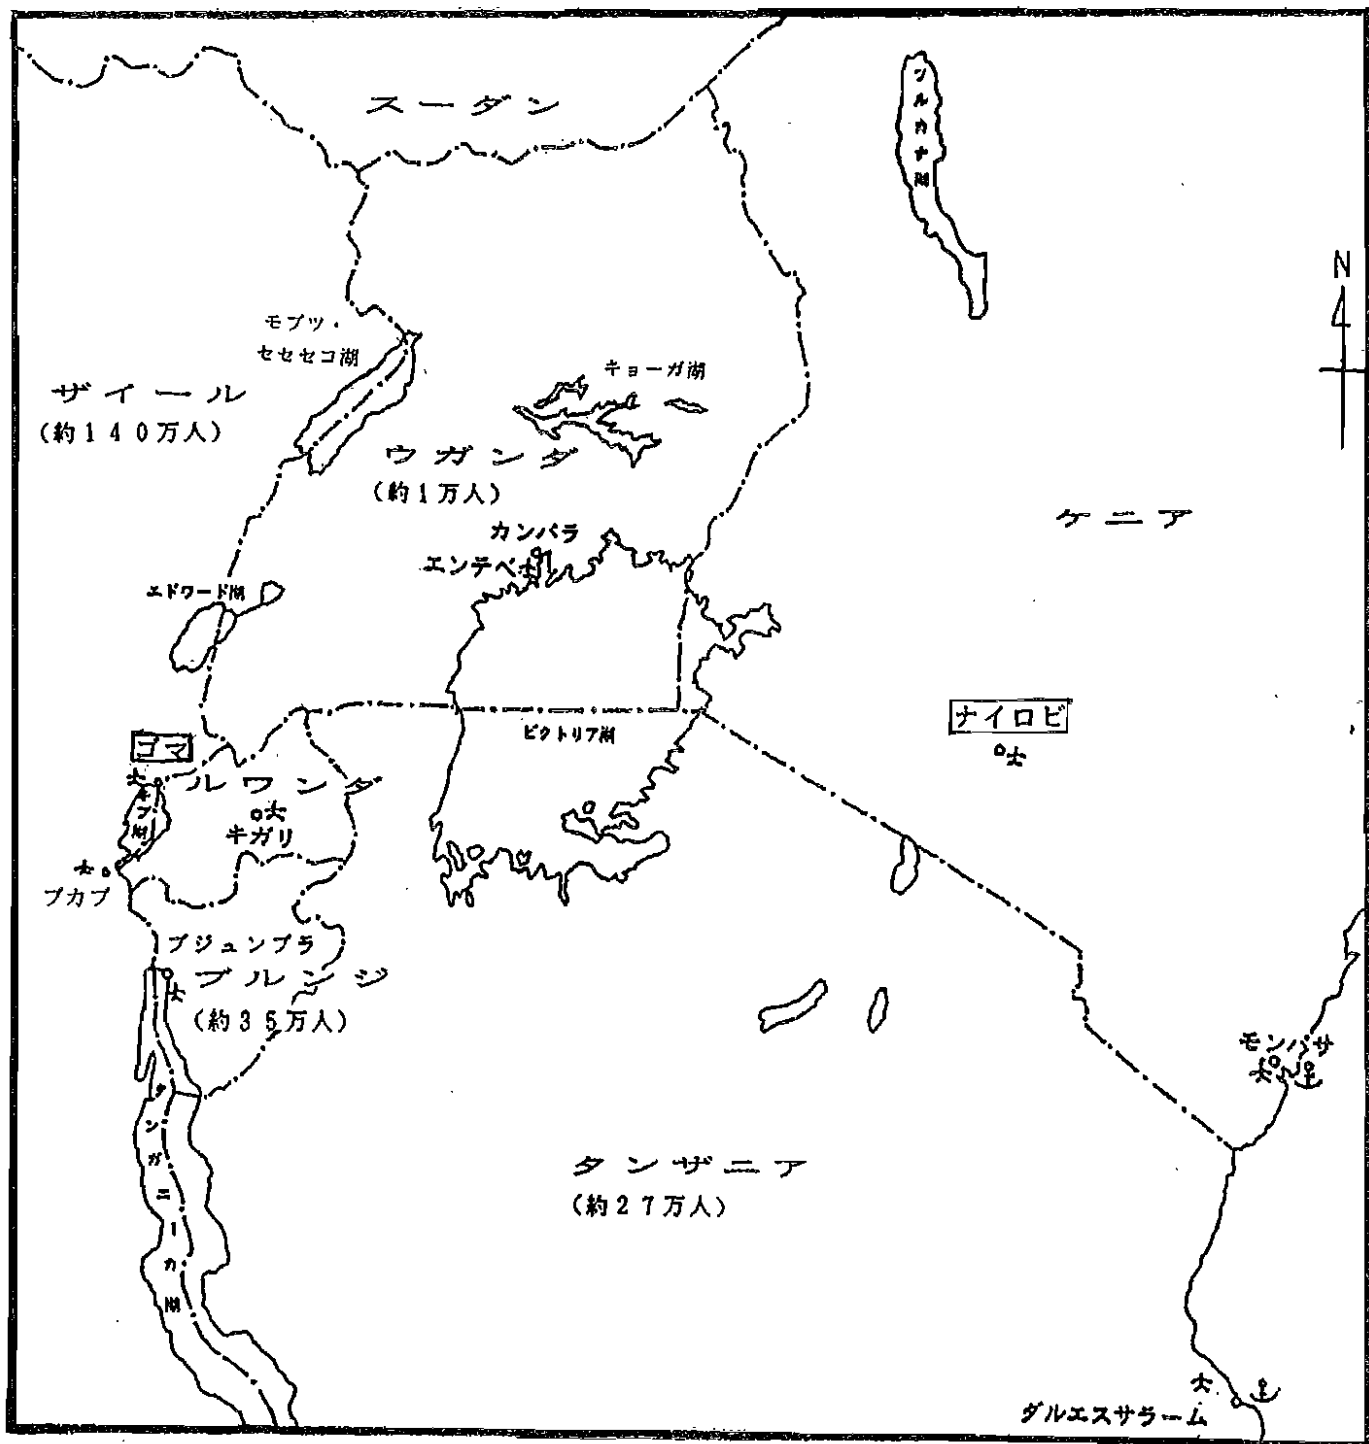 スーダン
ツルカナ湖
N
モブツ・
セセセコ湖
キョーガ湖
ザイール
(約140万人)
ウガンダ
(約1万人)
カンパラ
エンテベ
ケニア
エドワード湖
ナイロビ
ビクトリア湖
ゴマ
ルワンダ
キブ湖
キガリ
ブカブ
ブジュンブラ
ブルンジ
(約35万人)
モンバサ
タンガニーカ湖
タンザニア
(約27万人)
ダルエスサラーム